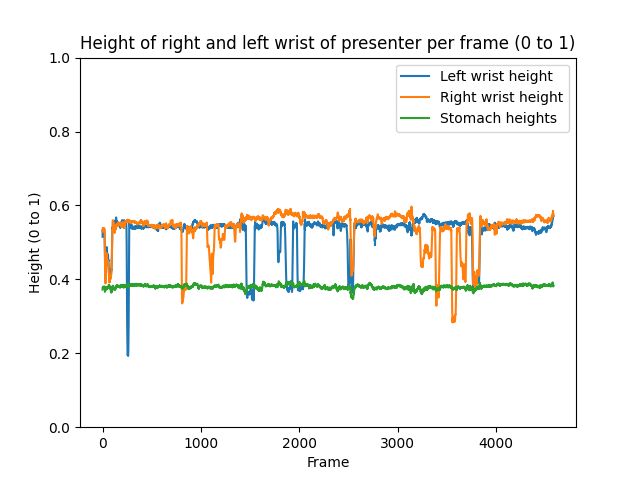 Height of right and left wrist of presenter per frame (0 to 1)
Left wrist height
Right wrist height
Stomach heights
Height (0 to 1)
1.0
0.8
0.6
0.4
0.2
0.0
0 1000 2000 3000 4000
Frame